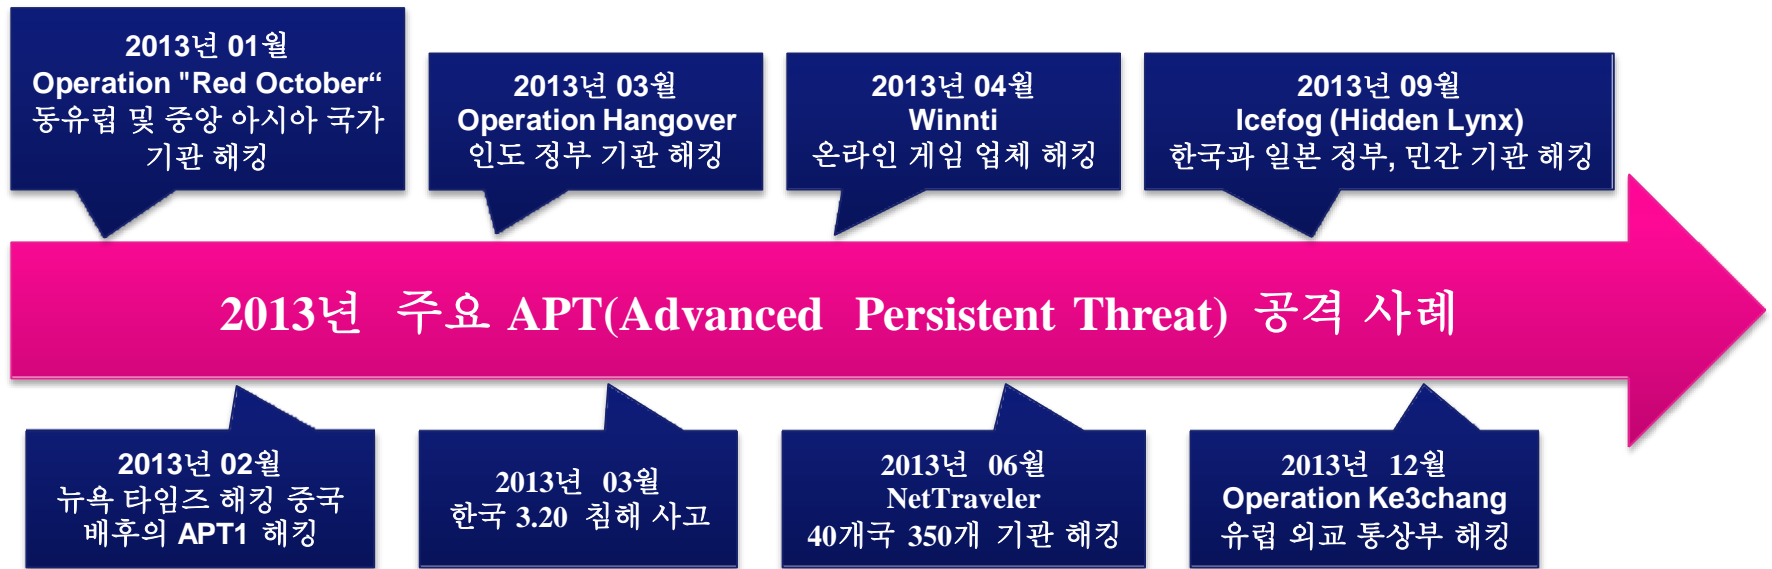 2013년 01월
Operation "Red October“
동유럽 및 중앙 아시아 국가
기관 해킹
2013년 03월
Operation Hangover
인도 정부 기관 해킹
2013년 04월
Winnti
온라인 게임 업체 해킹
2013년 09월
Icefog (Hidden Lynx)
한국과 일본 정부, 민간 기관 해킹
2013년 주요 APT(Advanced Persistent Threat) 공격 사례
2013년 02월
뉴욕 타임즈 해킹 중국
배후의 APT1 해킹
2013년 03월
한국 3.20 침해 사고
2013년 06월
NetTraveler
40개국 350개 기관 해킹
2013년 12월
Operation Ke3chang
유럽 외교 통상부 해킹